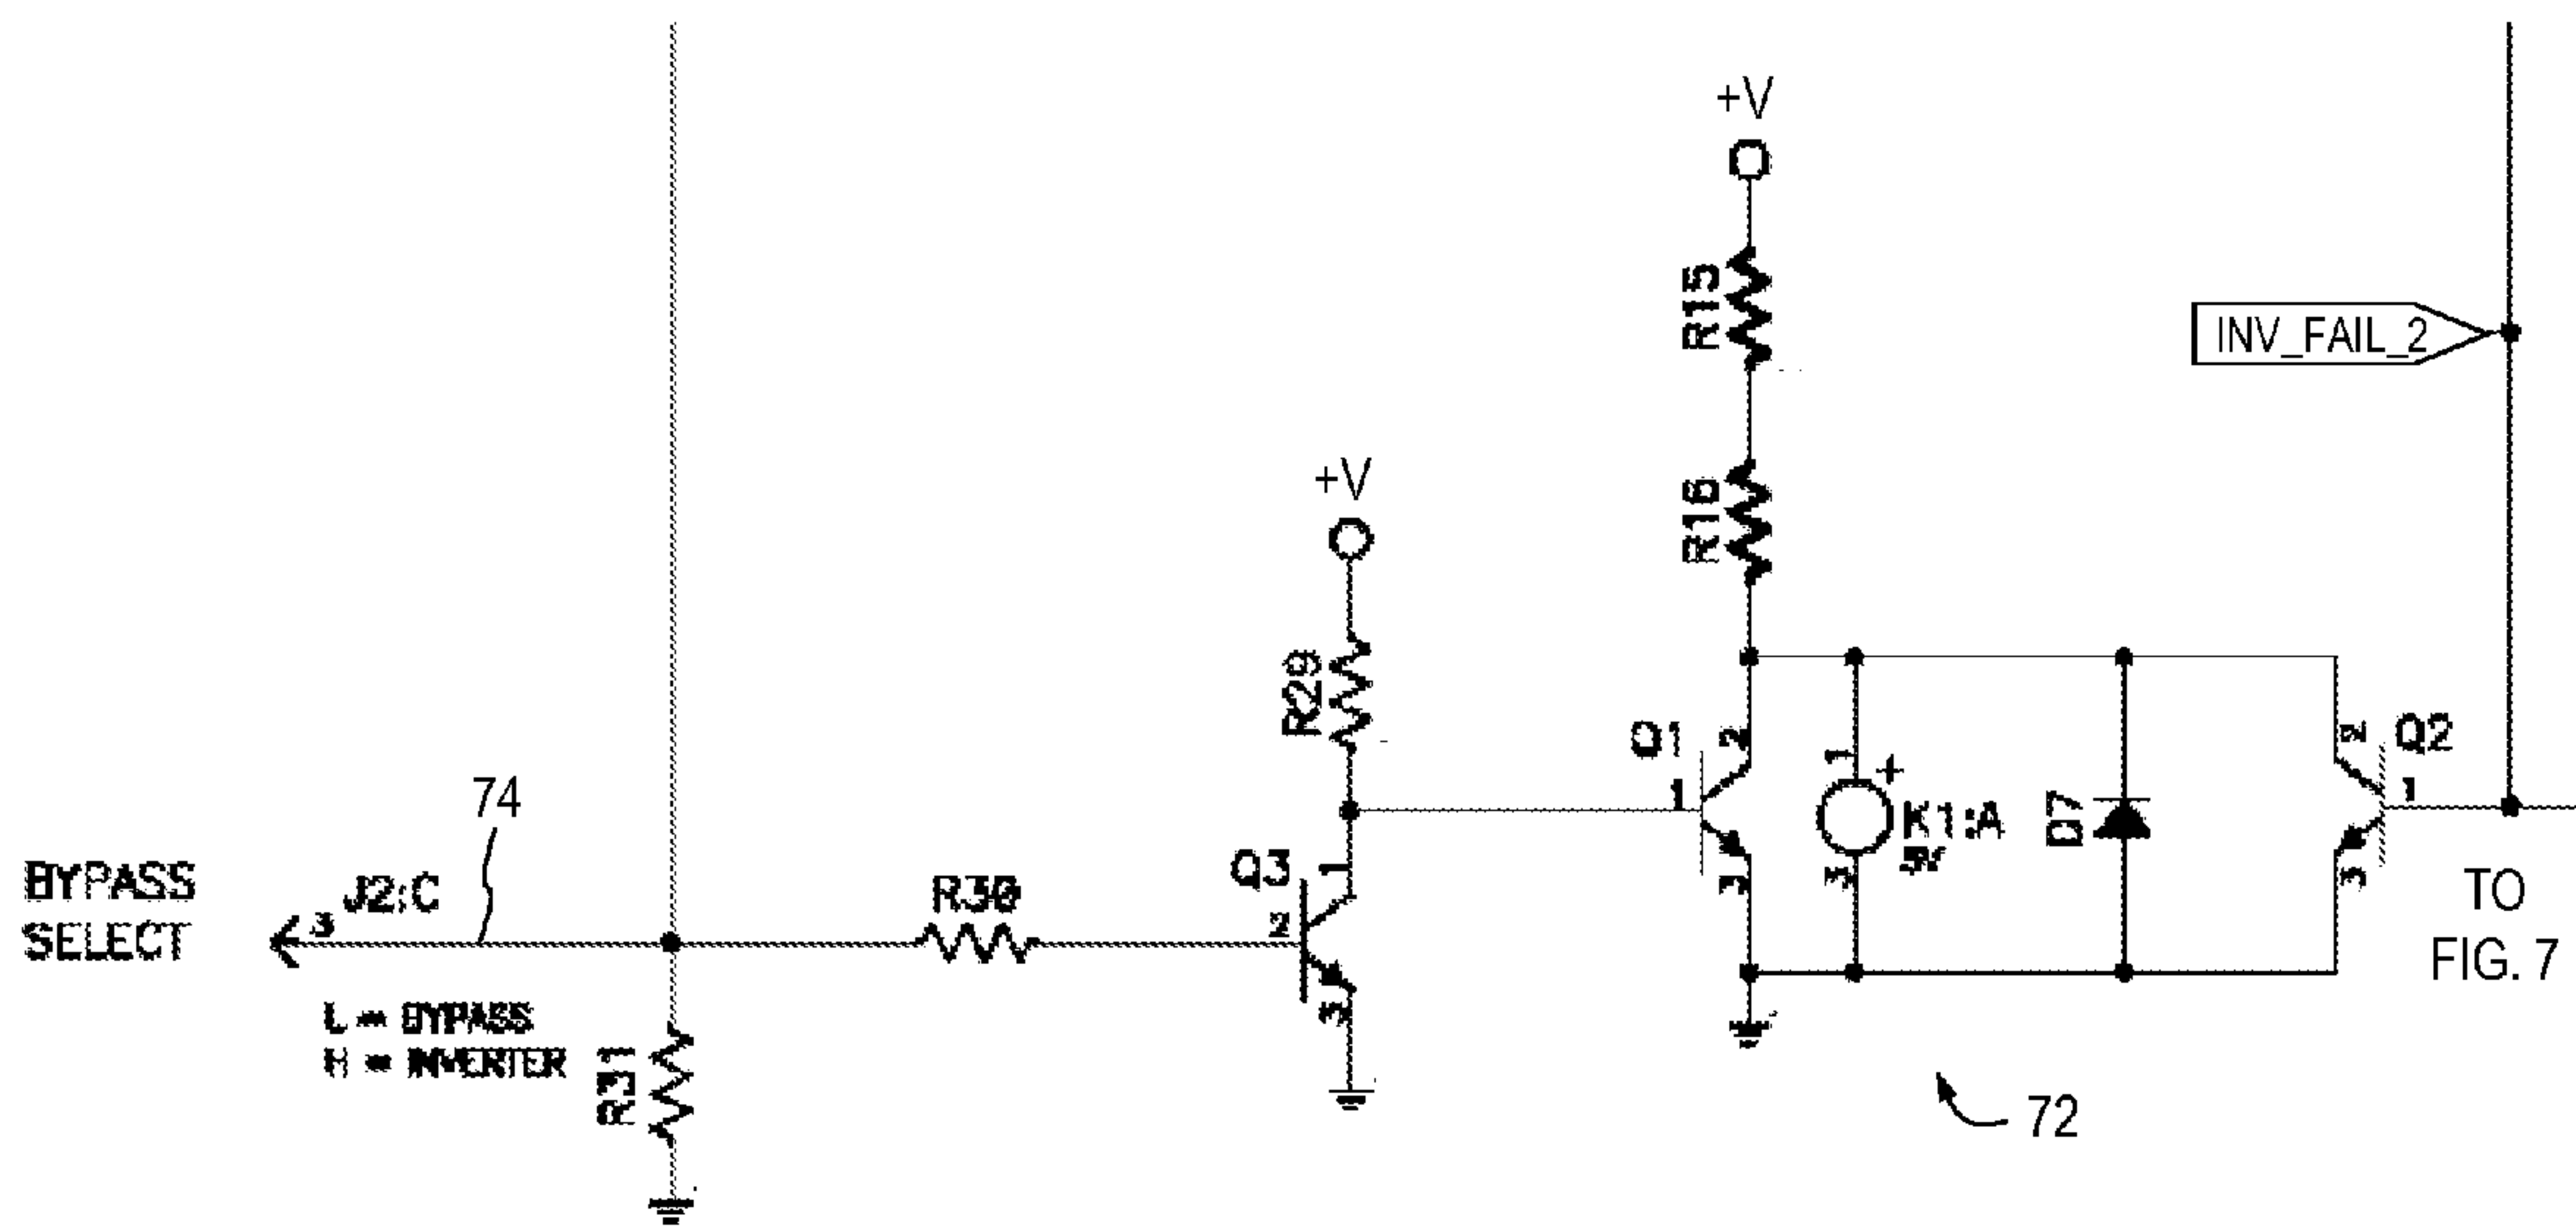 +V
R15
INV_FAIL_2
+V
R16
R29
Q1
2
1
3
1
+
K1:A
5V
3
D7
2
Q2
1
3
74
BYPASS
SELECT
3
J2:C
R30
Q3
1
2
3
TO
FIG. 7
L = BYPASS
H = INVERTER
R31
72